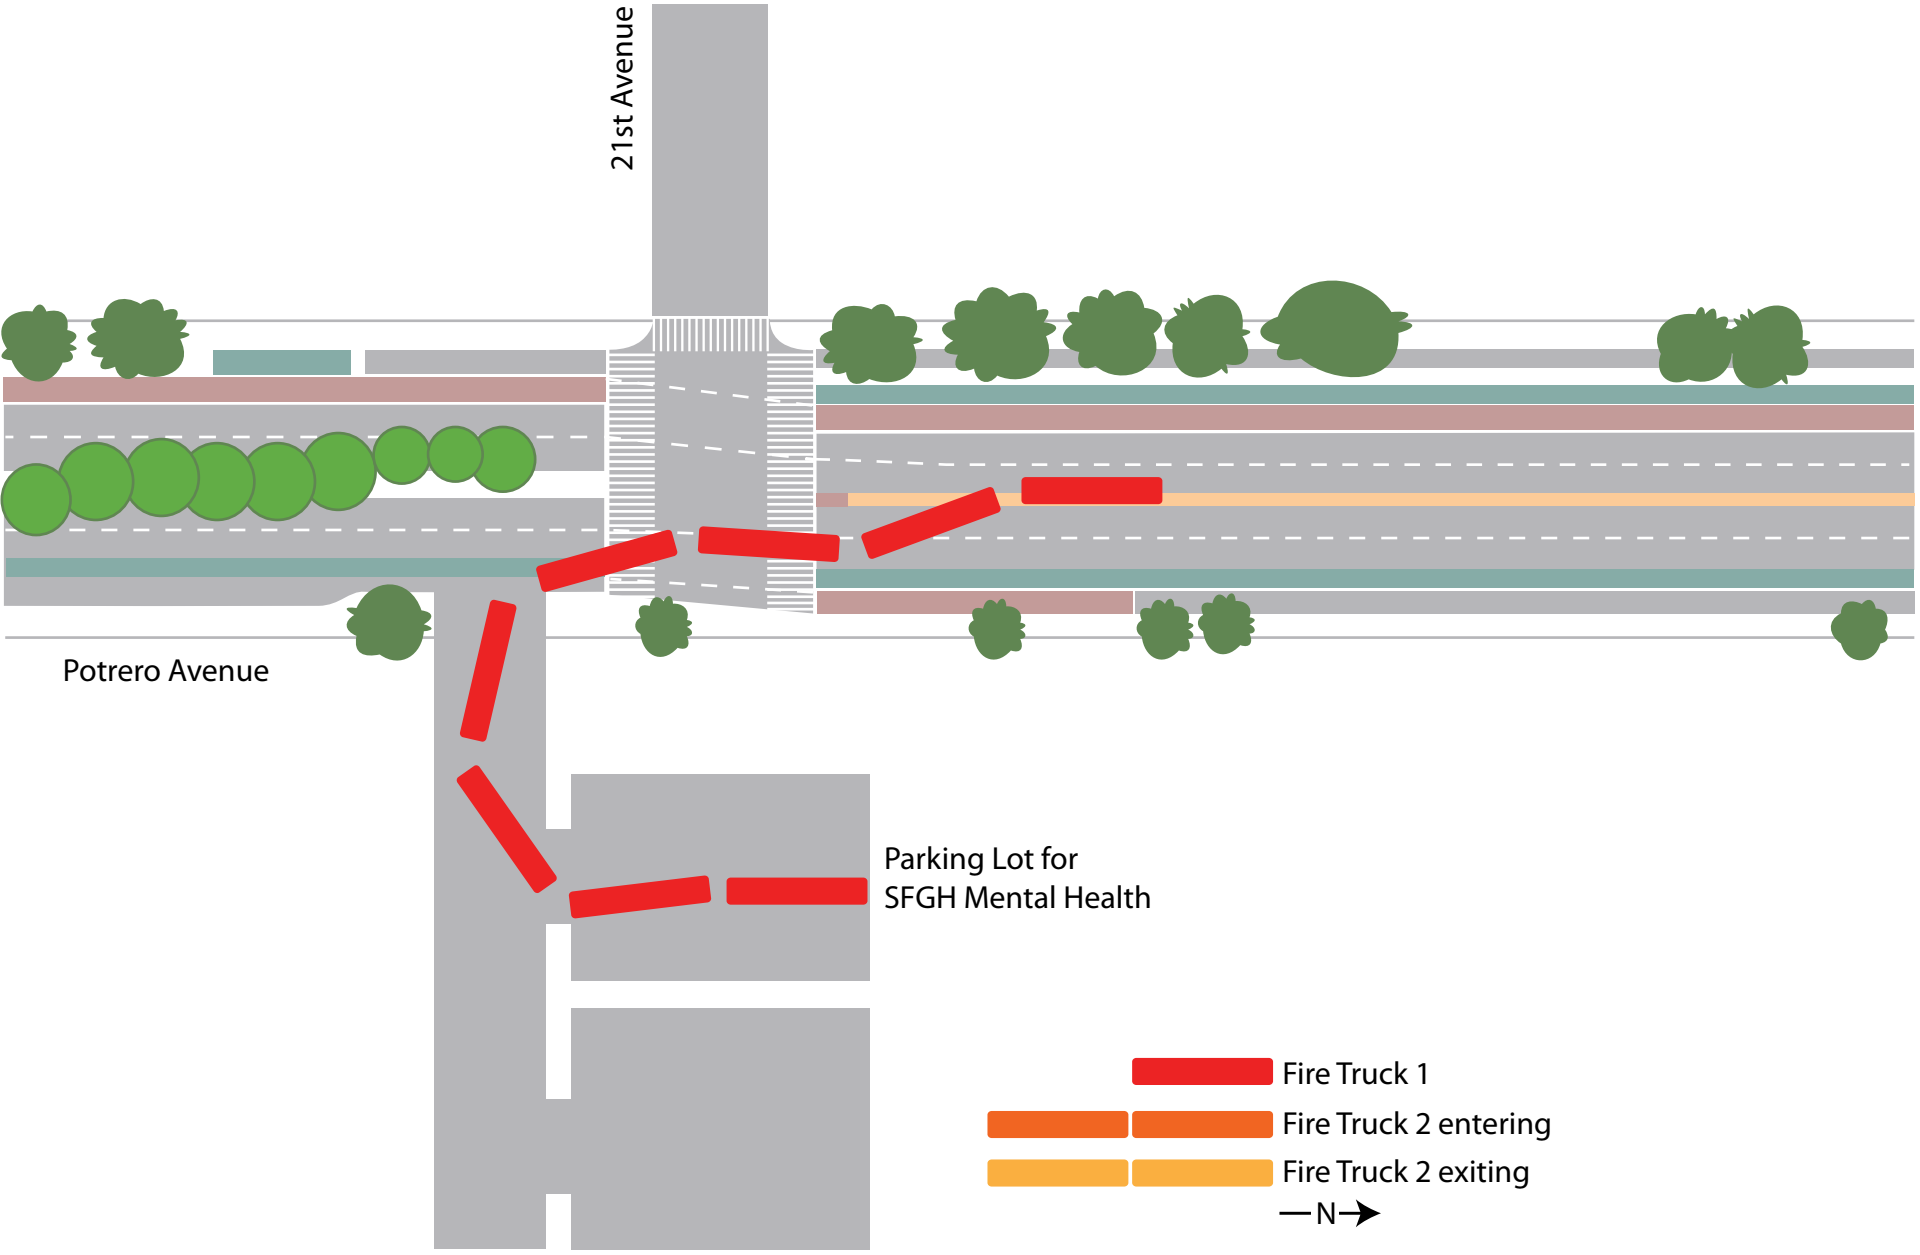 21st Avenue
Potrero Avenue
Parking Lot for
SFGH Mental Health
Fire Truck 1
Fire Truck 2 entering
Fire Truck 2 exiting
N